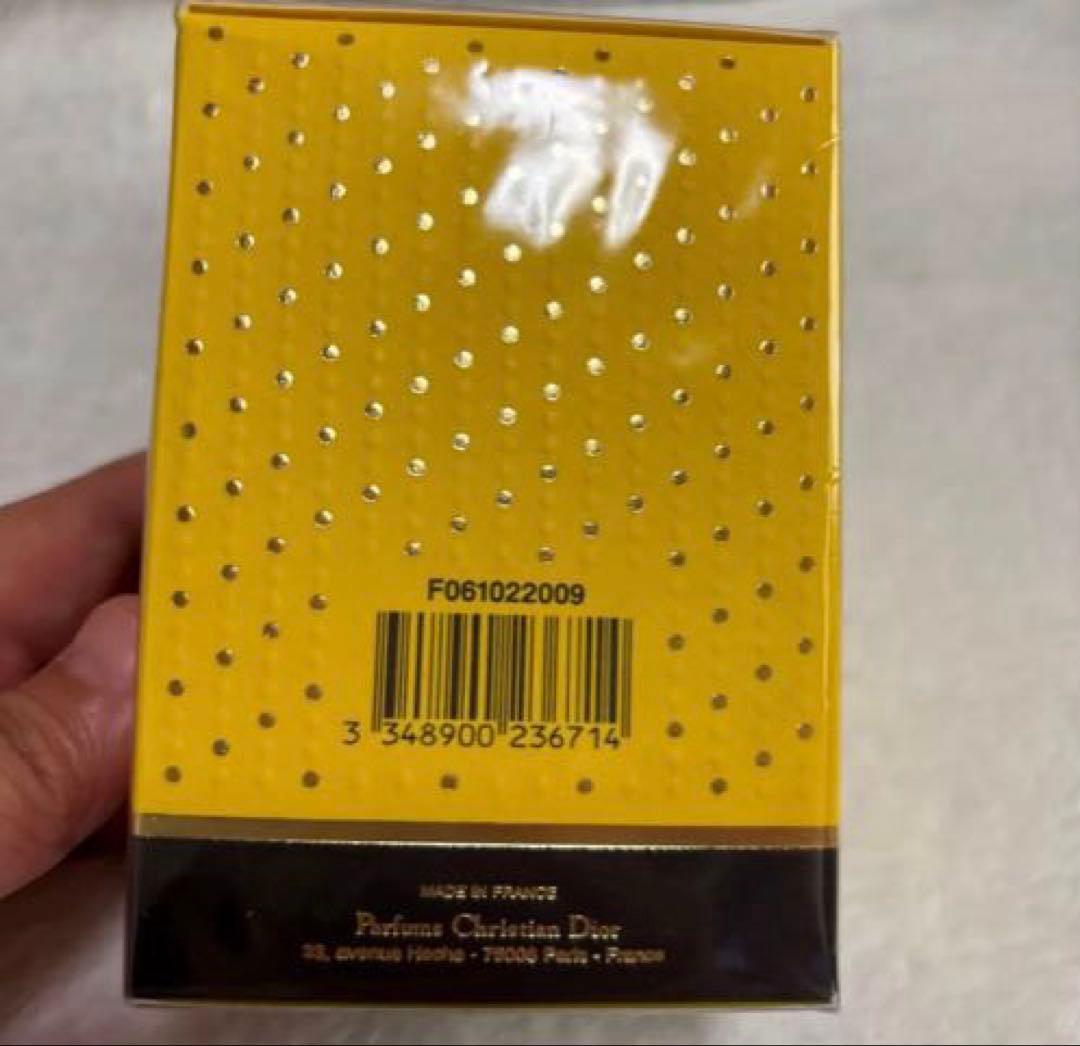 F061022009
3 348900 236714
MADE IN FRANCE
Parfums Christian Dior
33, avenue Hoche - 75008 Paris - France